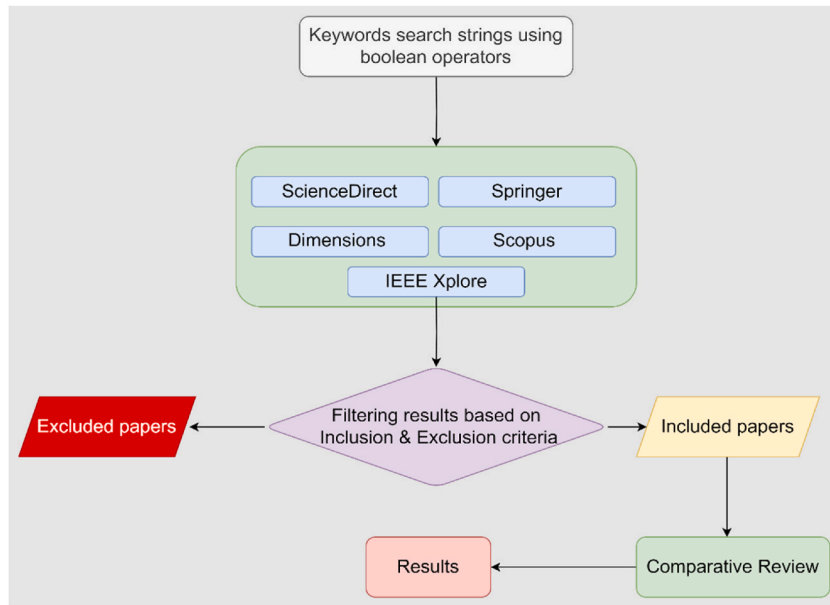 Keywords search strings using
boolean operators
ScienceDirect
Springer
Dimensions
Scopus
IEEE Xplore
Filtering results based on
Inclusion & Exclusion criteria
Excluded papers
Included papers
Results
Comparative Review